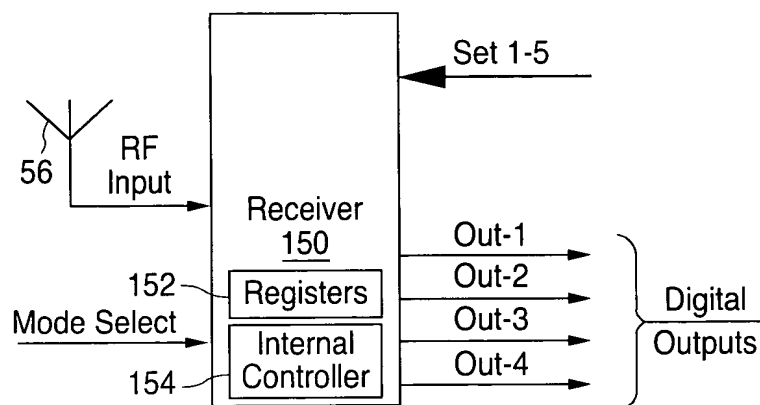 Set 1-5
56
RF
Input
Receiver
150
Out-1
152
Registers
Out-2
Digital
Outputs
Mode Select
Out-3
154
Internal
Controller
Out-4